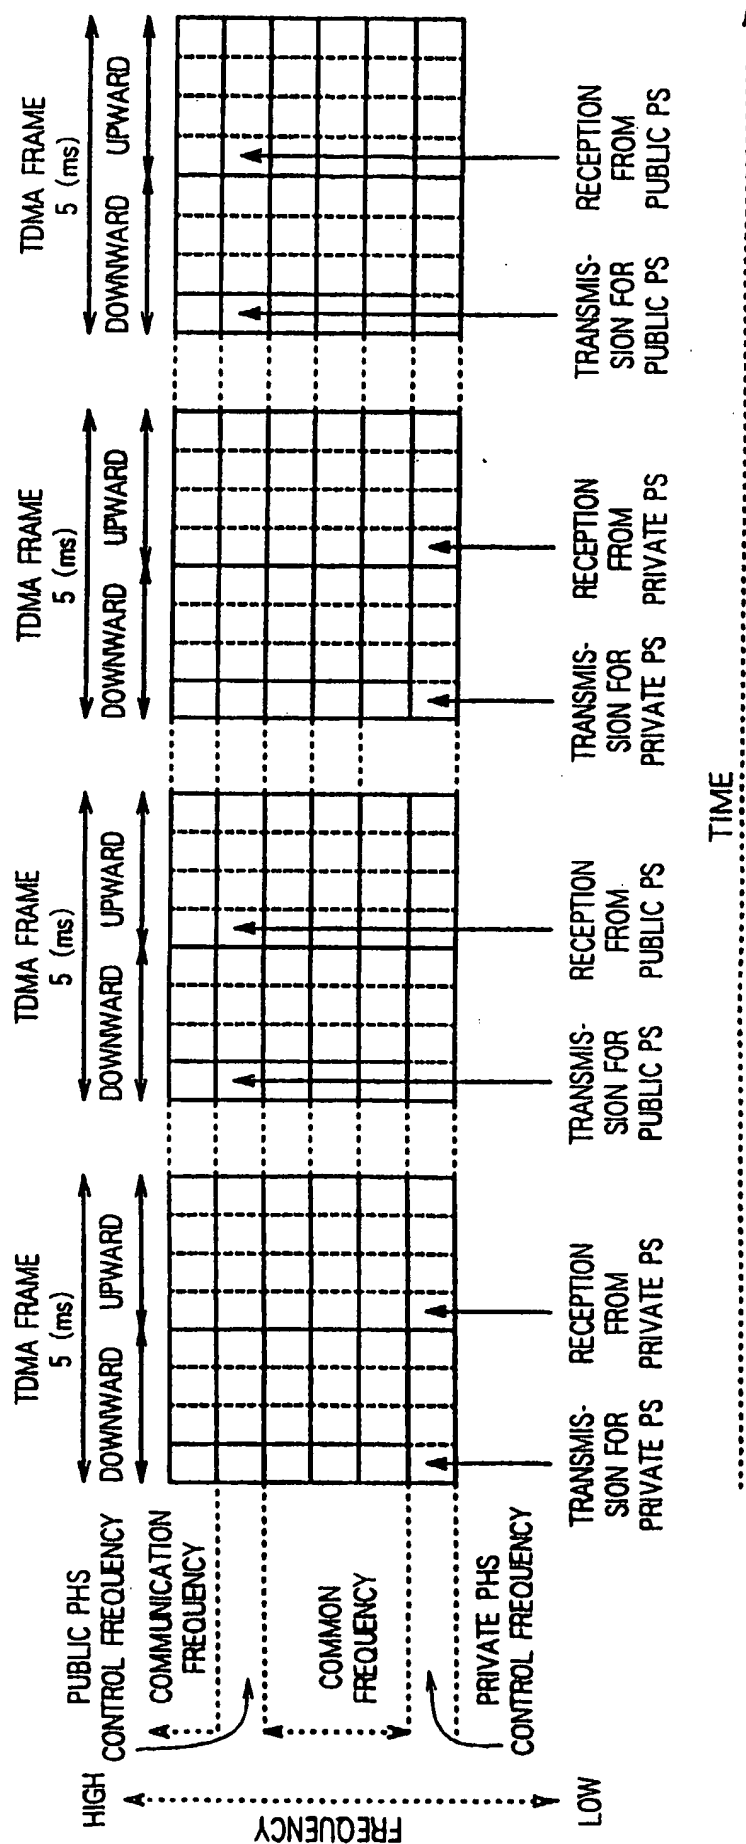 FREQUENCY
HIGH
LOW
PUBLIC PHS
CONTROL FREQUENCY
COMMUNICATION
FREQUENCY
COMMON
FREQUENCY
PRIVATE PHS
CONTROL FREQUENCY
TDMA FRAME
5 (ms)
DOWNWARD
UPWARD
TRANSMIS-
SION FOR
PRIVATE PS
RECEPTION
FROM
PRIVATE PS
TDMA FRAME
5 (ms)
DOWNWARD
UPWARD
TRANSMIS-
SION FOR
PUBLIC PS
RECEPTION
FROM
PUBLIC PS
TDMA FRAME
5 (ms)
DOWNWARD
UPWARD
TRANSMIS-
SION FOR
PRIVATE PS
RECEPTION
FROM
PRIVATE PS
TDMA FRAME
5 (ms)
DOWNWARD
UPWARD
TRANSMIS-
SION FOR
PUBLIC PS
RECEPTION
FROM
PUBLIC PS
TIME